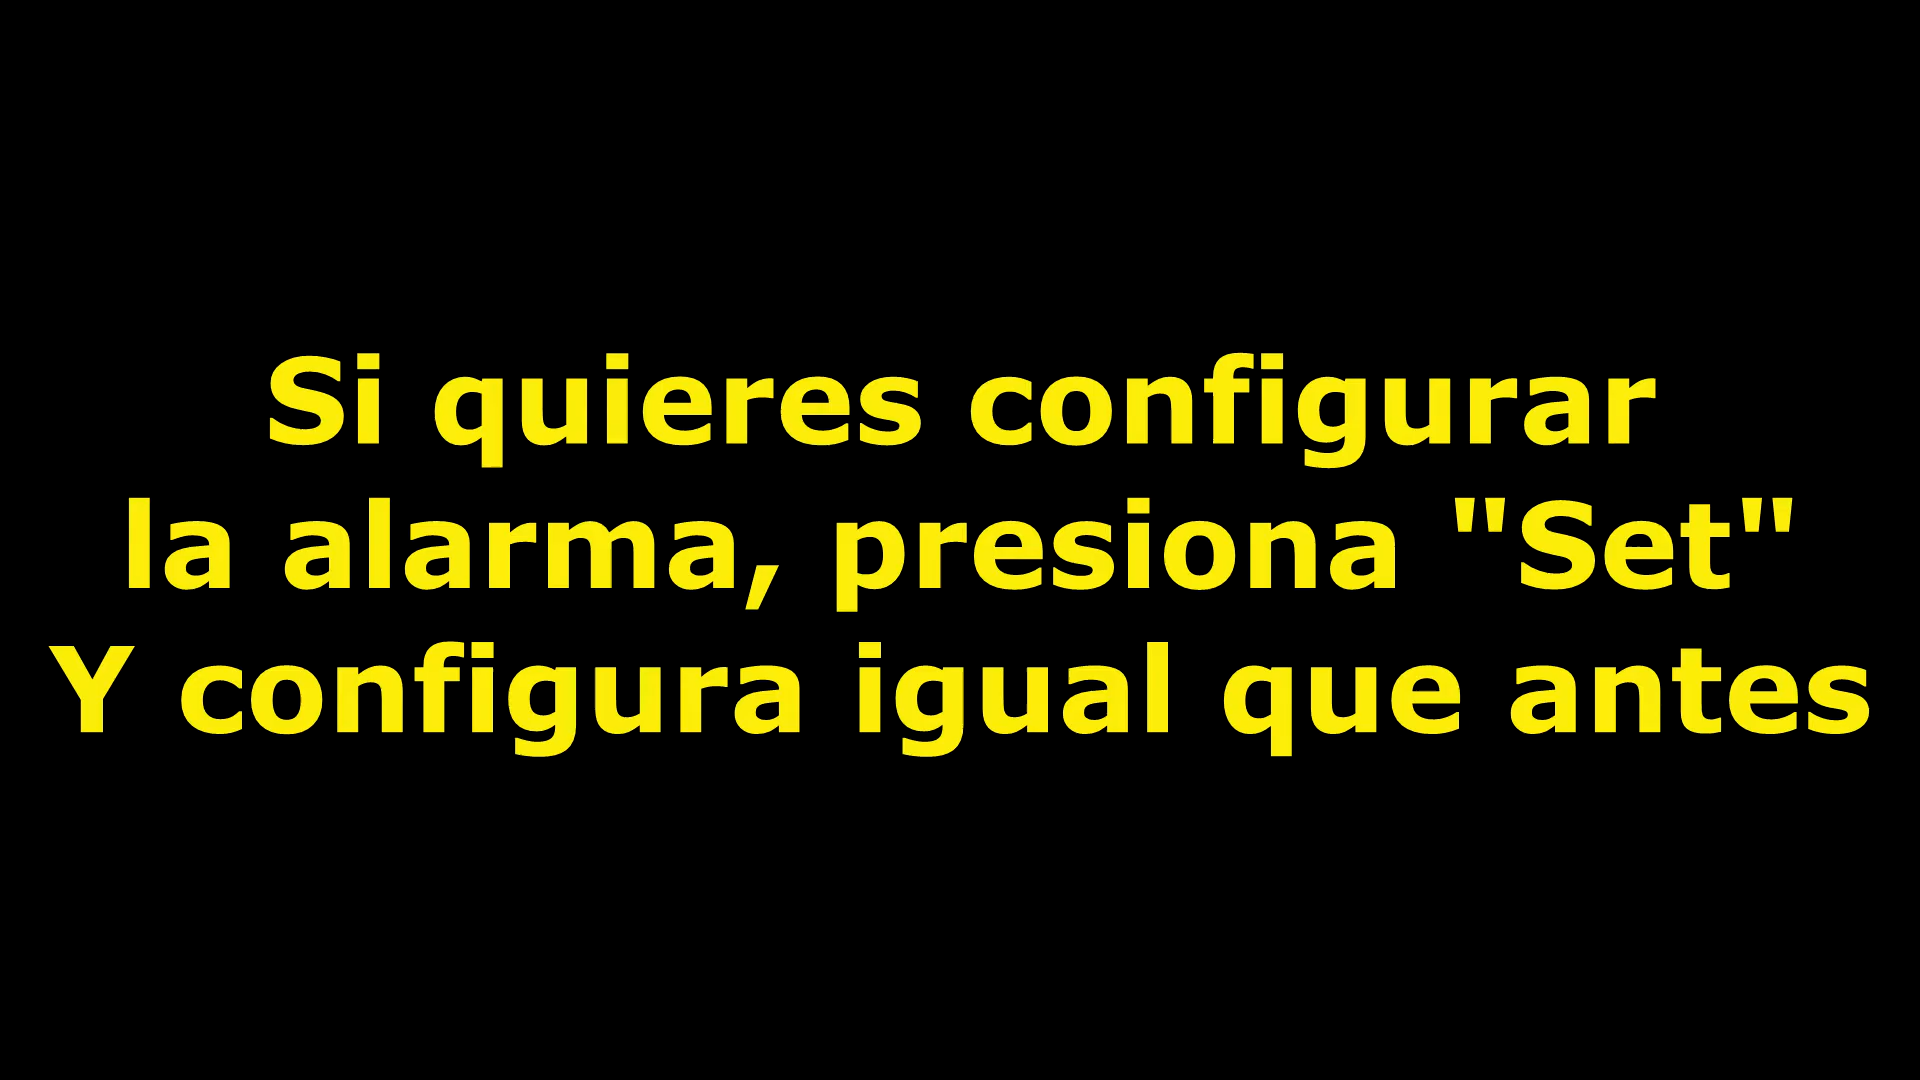 Si quieres configurar
la alarma, presiona "Set"
Y configura igual que antes